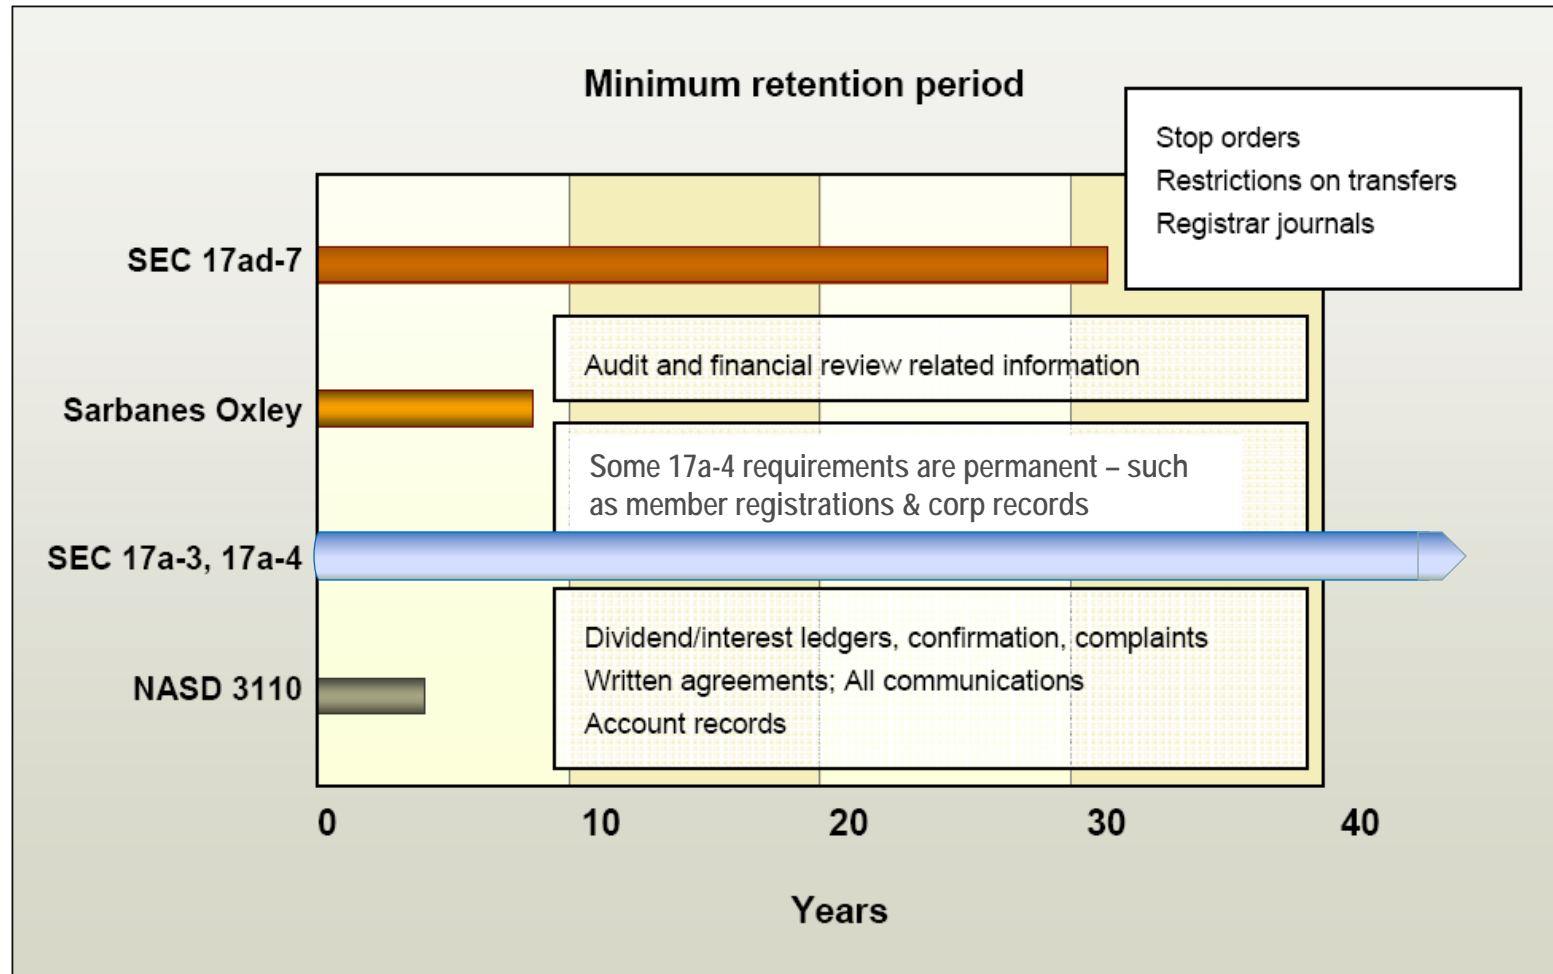 Minimum retention period
Stop orders
Restrictions on transfers
Registrar journals
SEC 17ad-7
Audit and financial review related information
Sarbanes Oxley
Some 17a-4 requirements are permanent – such
as member registrations & corp records
SEC 17a-3, 17a-4
Dividend/interest ledgers, confirmation, complaints
Written agreements; All communications
Account records
NASD 3110
0 10 20 30 40
Years